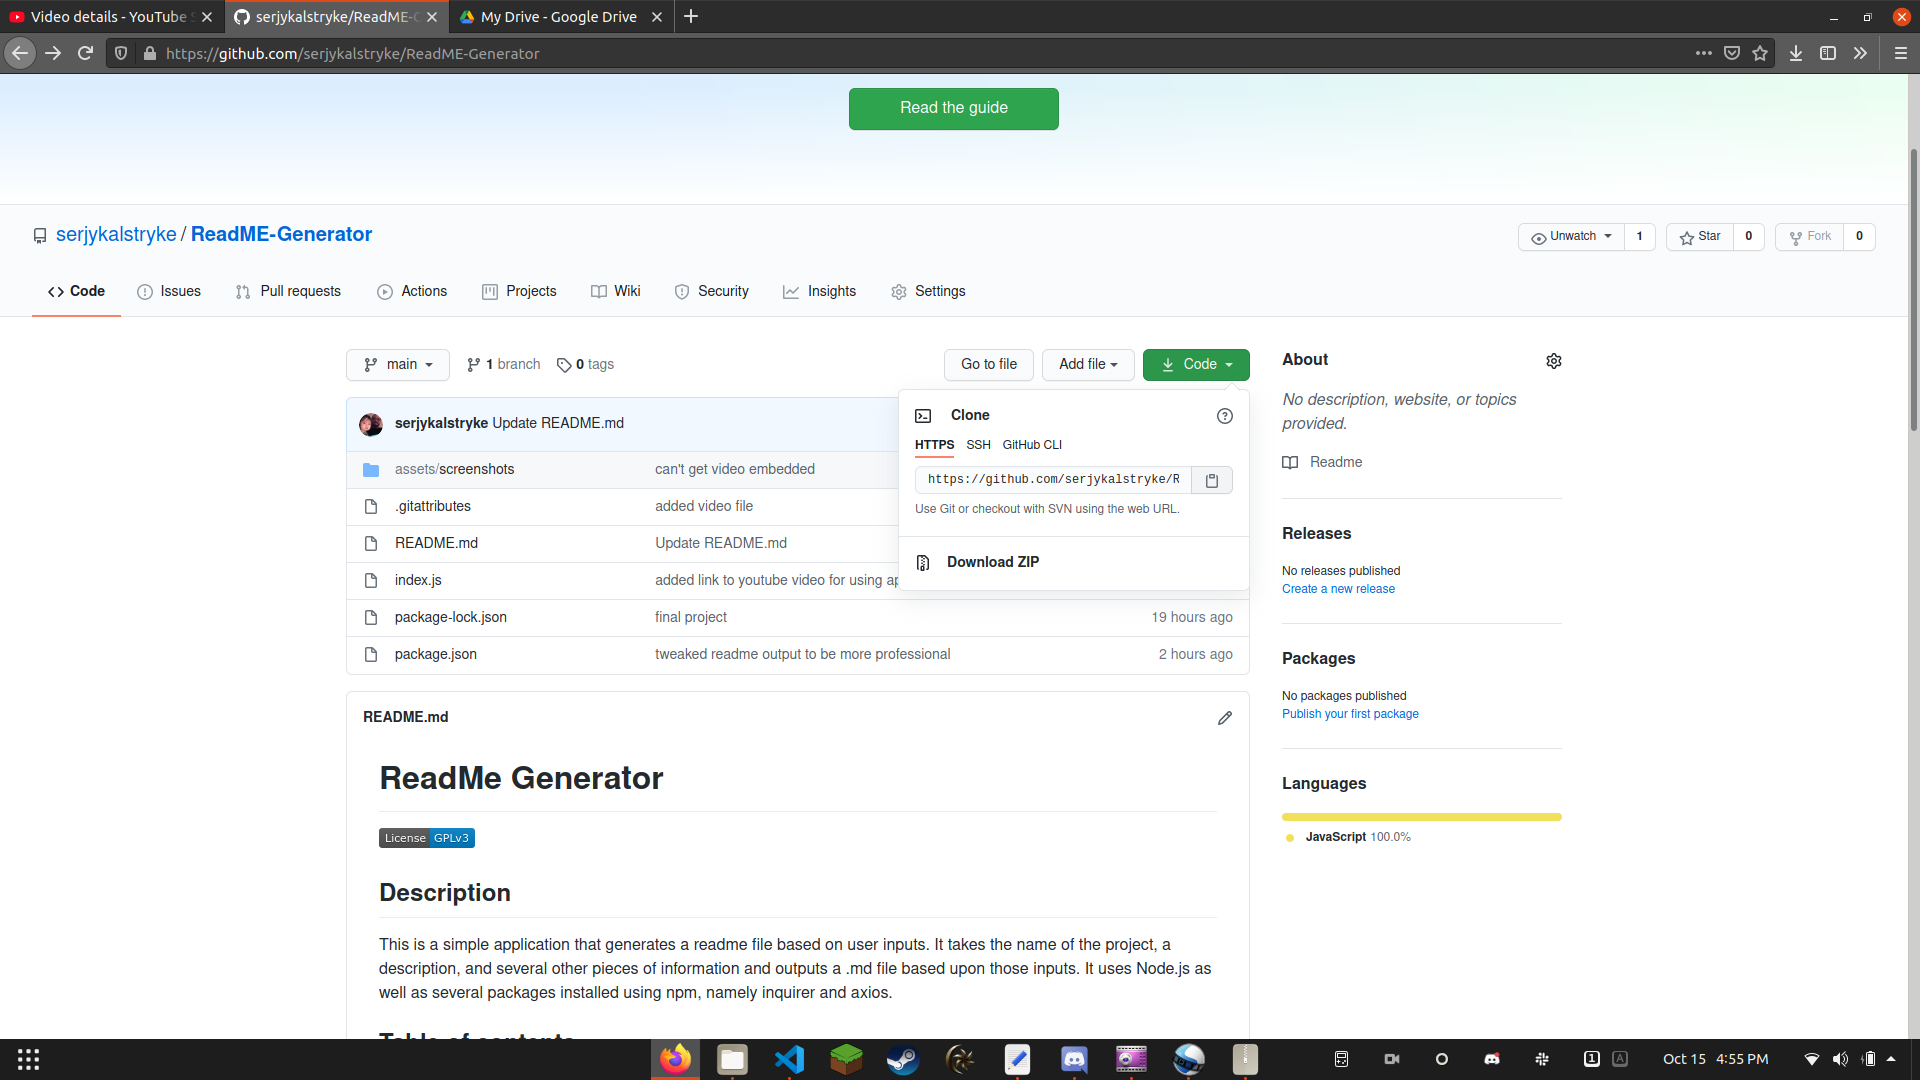 Video details - YouTube S
serjykalstryke/ReadME-G
My Drive - Google Drive
https://github.com/serjykalstryke/ReadME-Generator
Read the guide
serjykalstryke / ReadME-Generator
Unwatch 1
Star 0
Fork 0
Code
Issues
Pull requests
Actions
Projects
Wiki
Security
Insights
Settings
main
1 branch
0 tags
Go to file
Add file
Code
About
No description, website, or topics
provided.
Readme
serjykalstryke Update README.md
Clone
HTTPS SSH GitHub CLI
https://github.com/serjykalstryke/R
Use Git or checkout with SVN using the web URL.
Download ZIP
assets/screenshots can't get video embedded
.gitattributes added video file
README.md Update README.md
index.js added link to youtube video for using ap
package-lock.json final project 19 hours ago
package.json tweaked readme output to be more professional 2 hours ago
Releases
No releases published
Create a new release
Packages
No packages published
Publish your first package
Languages
JavaScript 100.0%
README.md
ReadMe Generator
License GPLv3
Description
This is a simple application that generates a readme file based on user inputs. It takes the name of the project, a
description, and several other pieces of information and outputs a .md file based upon those inputs. It uses Node.js as
well as several packages installed using npm, namely inquirer and axios.
Table of contents
1 A
Oct 15 4:55 PM